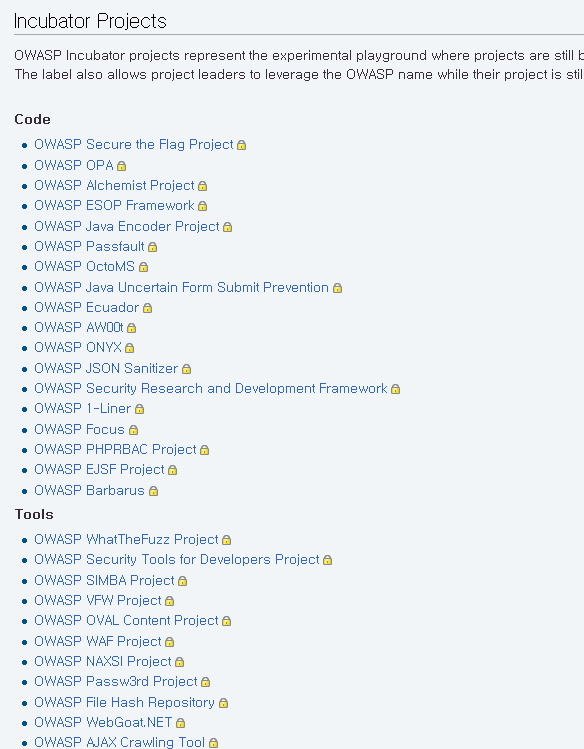 Incubator Projects
OWASP Incubator projects represent the experimental playground where projects are still
The label also allows project leaders to leverage the OWASP name while their project is
Code
OWASP Secure the Flag Project
OWASP OPA
OWASP Alchemist Project
OWASP ESOP Framework
OWASP Java Encoder Project
OWASP Passfault
OWASP OctoMS
OWASP Java Uncertain Form Submit Prevention
OWASP Ecuador
OWASP AW00t
OWASP ONYX
OWASP JSON Sanitizer
OWASP Security Research and Development Framework
OWASP 1-Liner
OWASP Focus
OWASP PHPRBAC Project
OWASP EJSF Project
OWASP Barbarus
Tools
OWASP WhatTheFuzz Project
OWASP Security Tools for Developers Project
OWASP SIMBA Project
OWASP VFW Project
OWASP OVAL Content Project
OWASP WAF Project
OWASP NAXSI Project
OWASP Passw3rd Project
OWASP File Hash Repository
OWASP WebGoat.NET
OWASP AJAX Crawling Tool